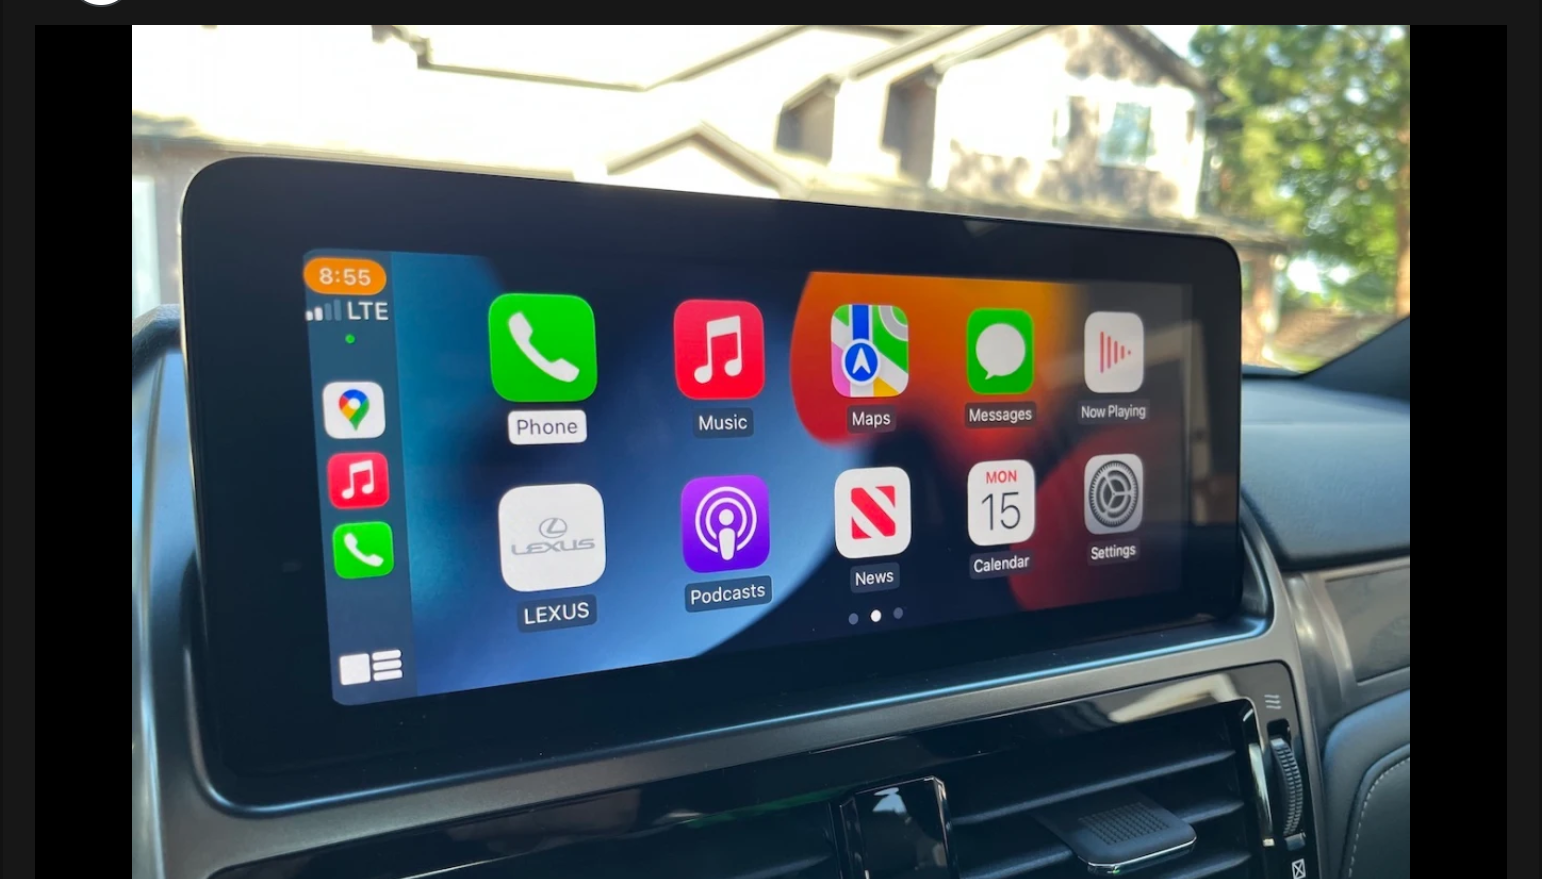 8:55
LTE
Phone
Music
Maps
Messages
Now Playing
LEXUS
LEXUS
Podcasts
News
MON
15
Calendar
Settings